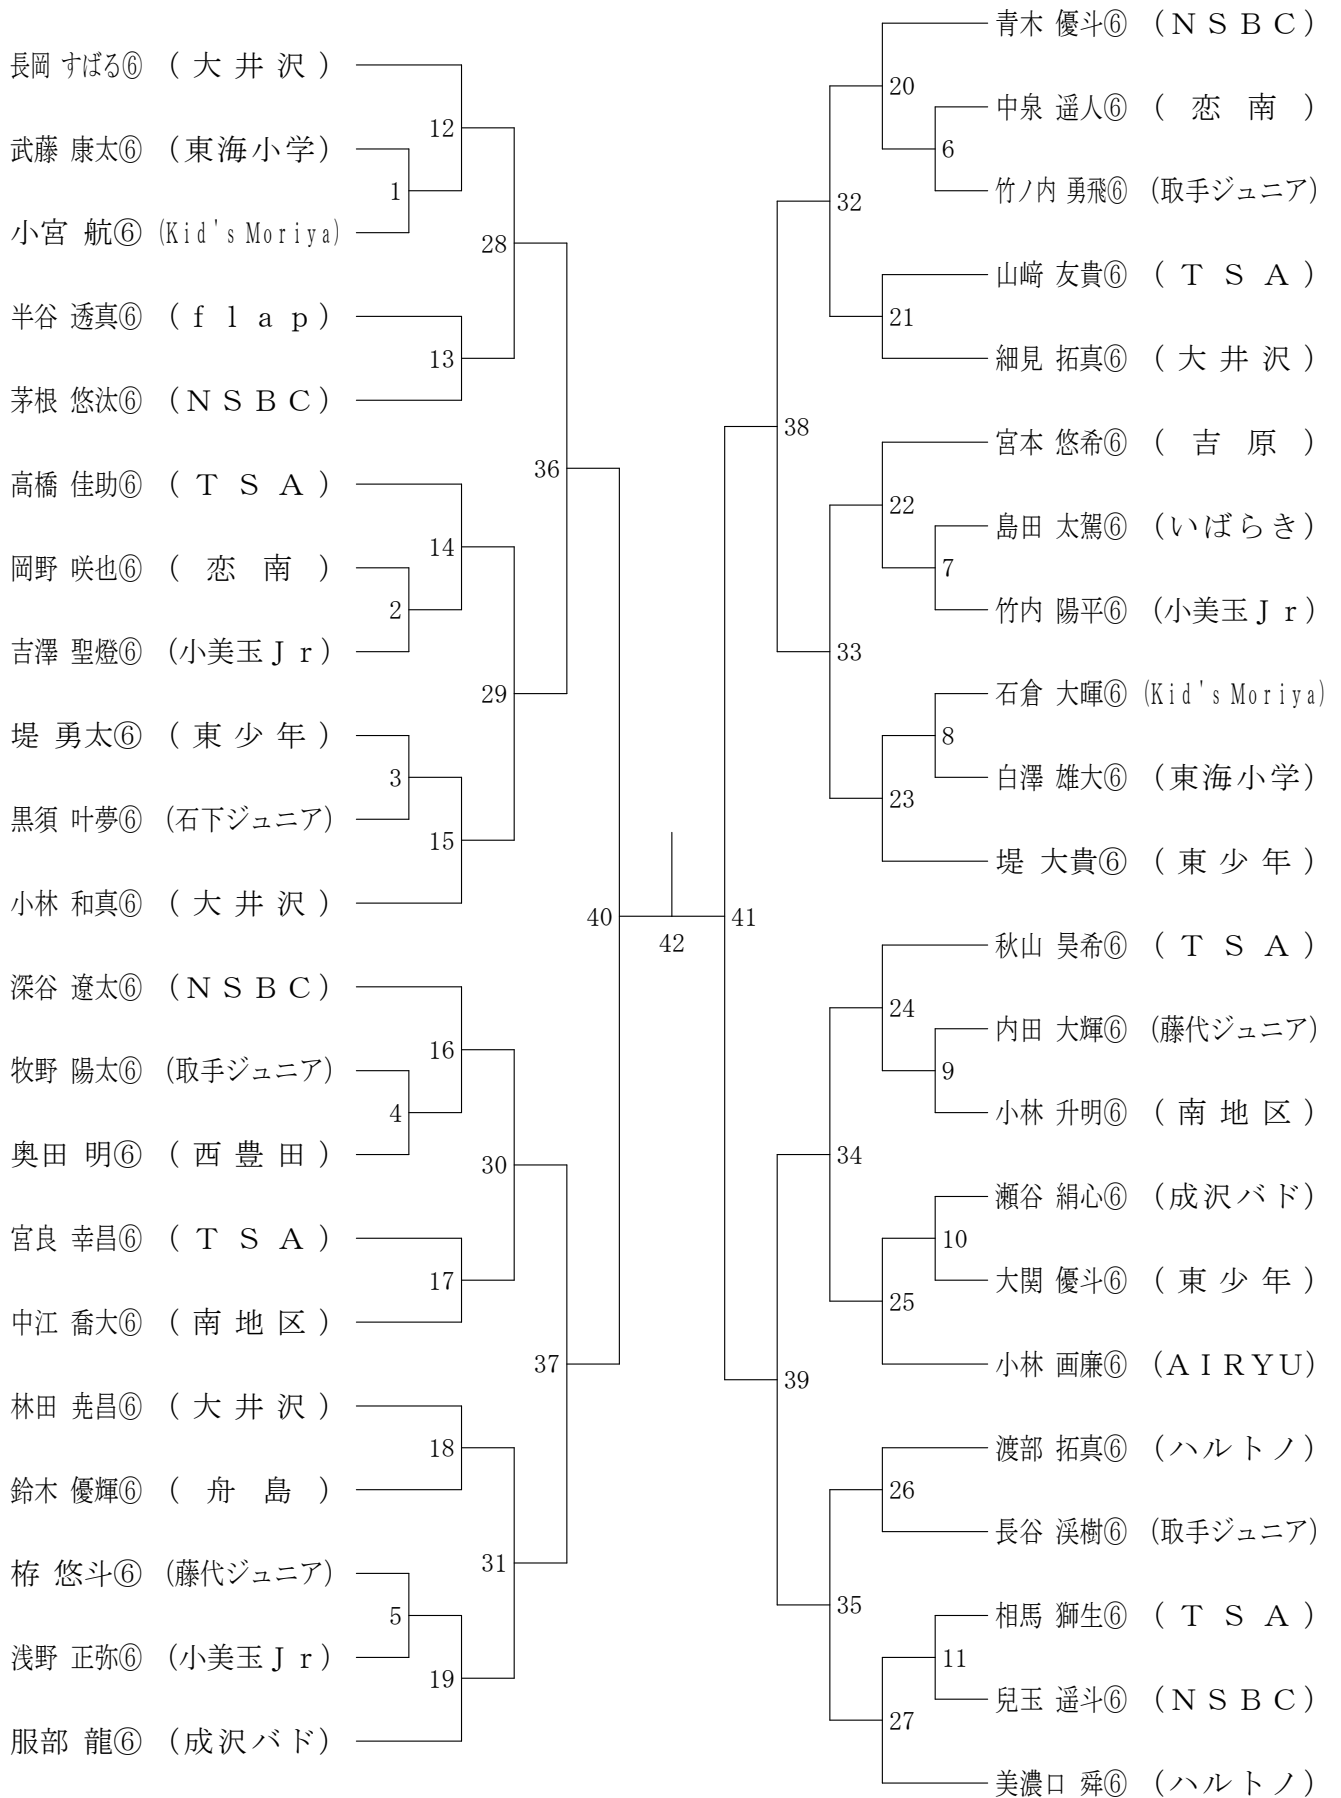 長岡 すばる⑥ (大井沢)
12
武藤 康太⑥ (東海小学)
1
小宮 航⑥ (Kid's Moriya)
28
半谷 透真⑥ (flap)
13
茅根 悠汰⑥ (NSBC)
36
高橋 佳助⑥ (TSA)
14
岡野 咲也⑥ (恋南)
2
吉澤 聖燈⑥ (小美玉Jr)
29
堤 勇太⑥ (東少年)
3
黒須 叶夢⑥ (石下ジュニア)
15
小林 和真⑥ (大井沢)
40
深谷 遼太⑥ (NSBC)
16
牧野 陽太⑥ (取手ジュニア)
4
奥田 明⑥ (西豊田)
30
宮良 幸昌⑥ (TSA)
17
中江 喬大⑥ (南地区)
37
林田 尭昌⑥ (大井沢)
18
鈴木 優輝⑥ (舟島)
31
栫 悠斗⑥ (藤代ジュニア)
5
浅野 正弥⑥ (小美玉Jr)
19
服部 龍⑥ (成沢バド)
42
青木 優斗⑥ (NSBC)
20
中泉 遥人⑥ (恋南)
6
竹ノ内 勇飛⑥ (取手ジュニア)
32
山﨑 友貴⑥ (TSA)
21
細見 拓真⑥ (大井沢)
38
宮本 悠希⑥ (吉原)
22
島田 太駕⑥ (いばらき)
7
竹内 陽平⑥ (小美玉Jr)
33
石倉 大暉⑥ (Kid's Moriya)
8
白澤 雄大⑥ (東海小学)
23
堤 大貴⑥ (東少年)
41
秋山 昊希⑥ (TSA)
24
内田 大輝⑥ (藤代ジュニア)
9
小林 升明⑥ (南地区)
34
瀬谷 絹心⑥ (成沢バド)
10
大関 優斗⑥ (東少年)
25
小林 画廉⑥ (AIRYU)
39
渡部 拓真⑥ (ハルトノ)
26
長谷 渓樹⑥ (取手ジュニア)
35
相馬 獅生⑥ (TSA)
11
兒玉 遥斗⑥ (NSBC)
27
美濃口 舜⑥ (ハルトノ)